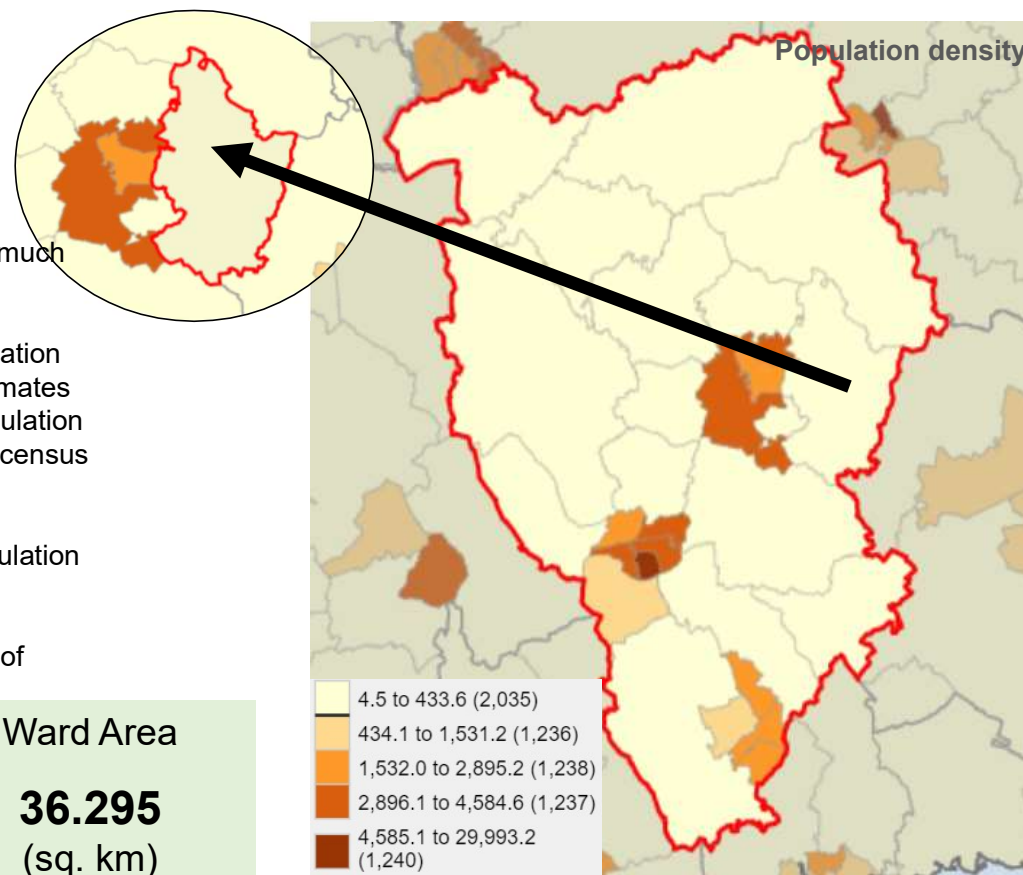 Population density
much
ation
mates
ulation
census
ulation
of
Ward Area
36.295
(sq. km)
4.5 to 433.6 (2,035)
434.1 to 1,531.2 (1,236)
1,532.0 to 2,895.2 (1,238)
2,896.1 to 4,584.6 (1,237)
4,585.1 to 29,993.2
(1,240)